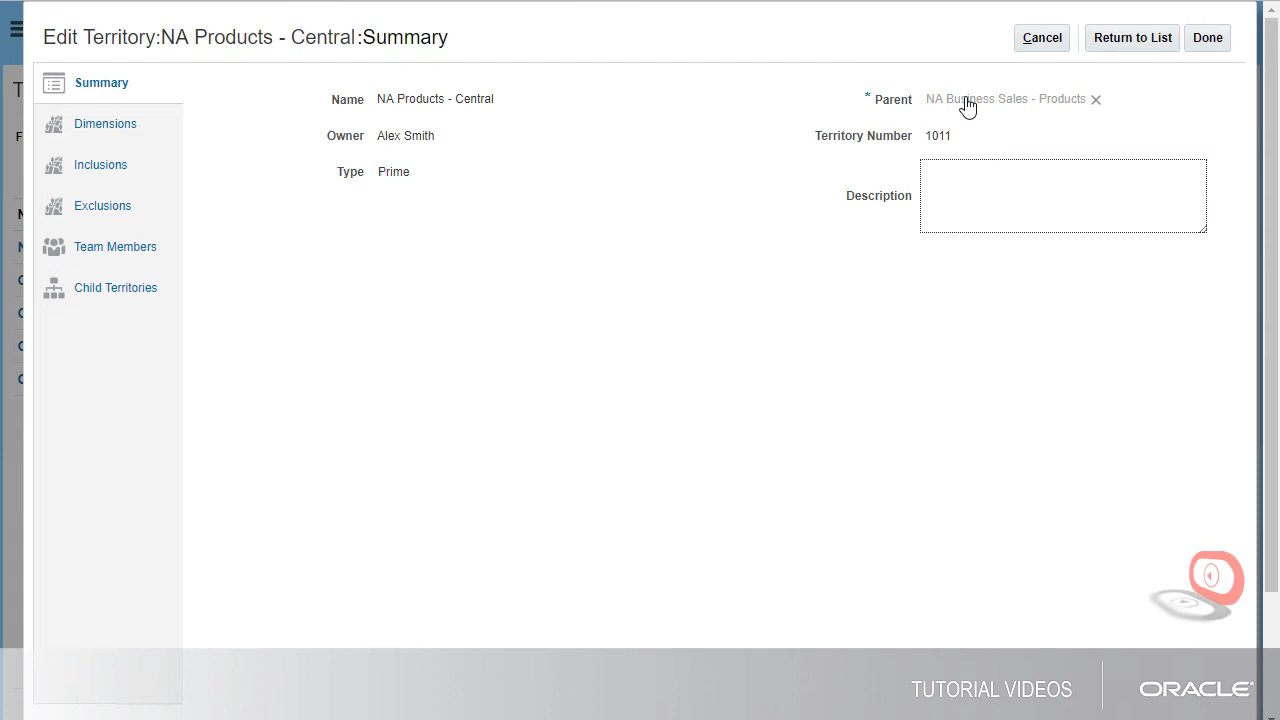 Edit Territory:NA Products - Central:Summary
Cancel
Return to List
Done
Summary
Dimensions
Inclusions
Exclusions
Team Members
Child Territories
Name NA Products - Central
Owner Alex Smith
Type Prime
* Parent NA Business Sales - Products
Territory Number 1011
Description
TUTORIAL VIDEOS
ORACLE